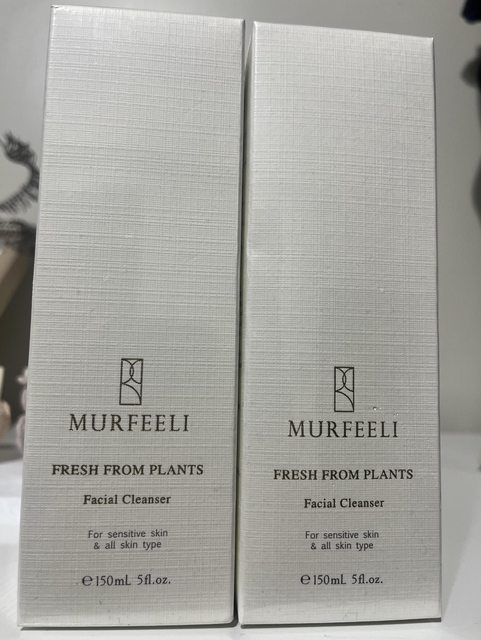 MURFEELI
FRESH FROM PLANTS
Facial Cleanser
For sensitive skin
& all skin type
℮150mL 5fl.oz.
MURFEELI
FRESH FROM PLANTS
Facial Cleanser
For sensitive skin
& all skin type
℮150mL 5fl.oz.